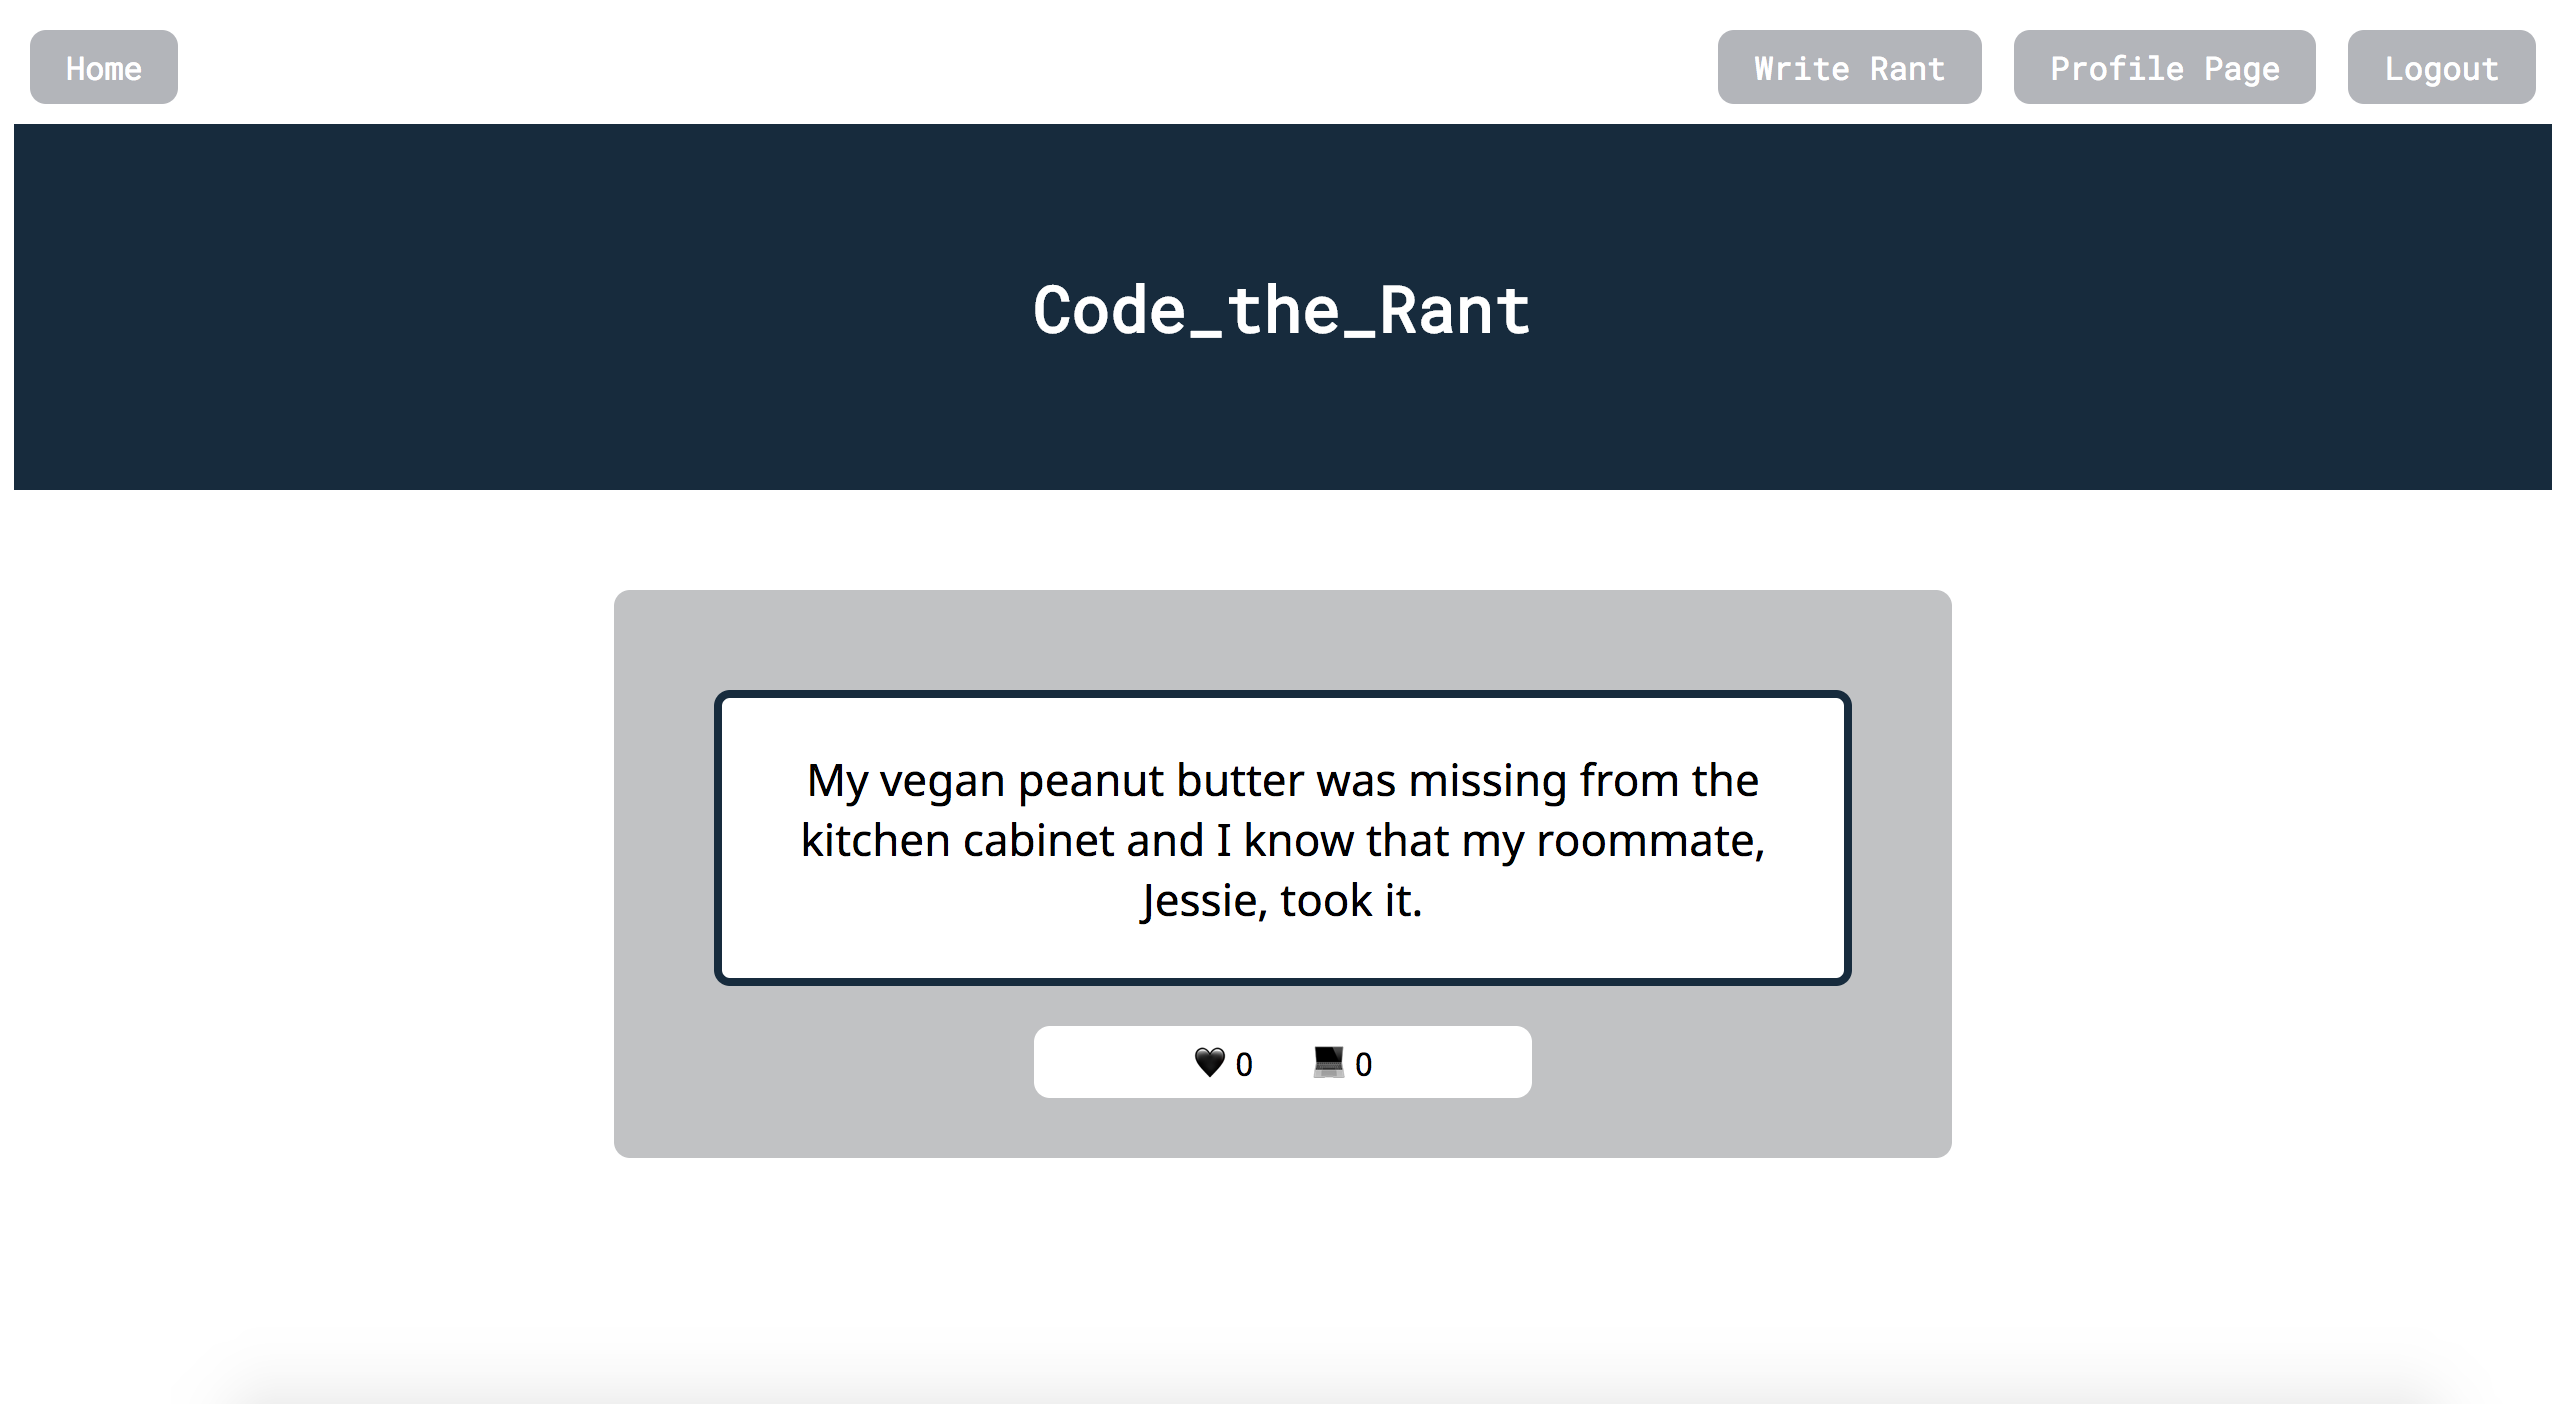 Home
Write Rant
Profile Page
Logout
Code_the_Rant
My vegan peanut butter was missing from the
kitchen cabinet and I know that my roommate,
Jessie, took it.
🖤 0 💻 0